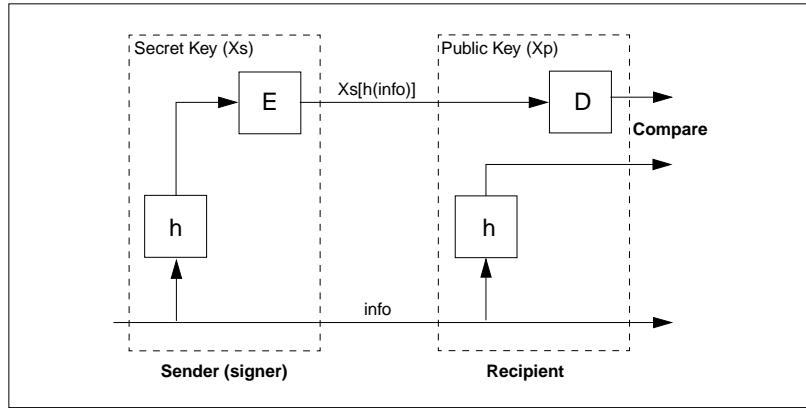 Secret Key (Xs)
Public Key (Xp)
E
Xs[h(info)]
D
Compare
h
h
info
Sender (signer)
Recipient